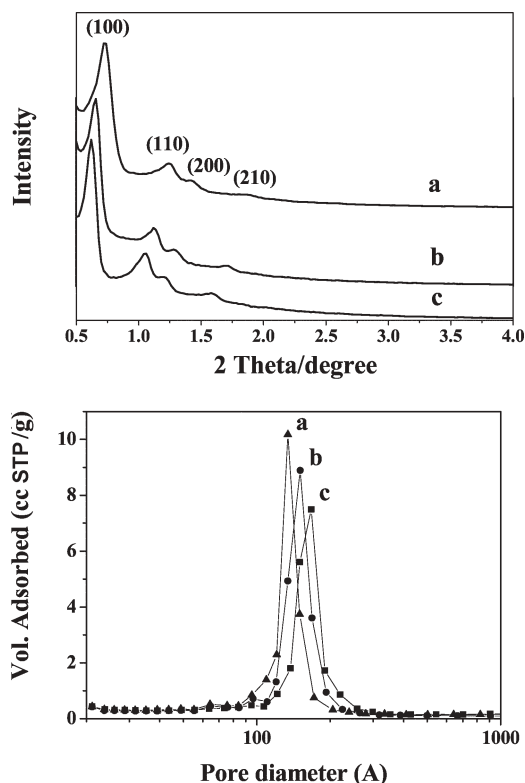 (100)
(110)
(200)
(210)
a
b
c
Intensity
0.5 1.0 1.5 2.0 2.5 3.0 3.5 4.0
2 Theta/degree
10
8
6
4
2
0
a
b
c
Vol. Adsorbed (cc STP/g)
100 1000
Pore diameter (A)